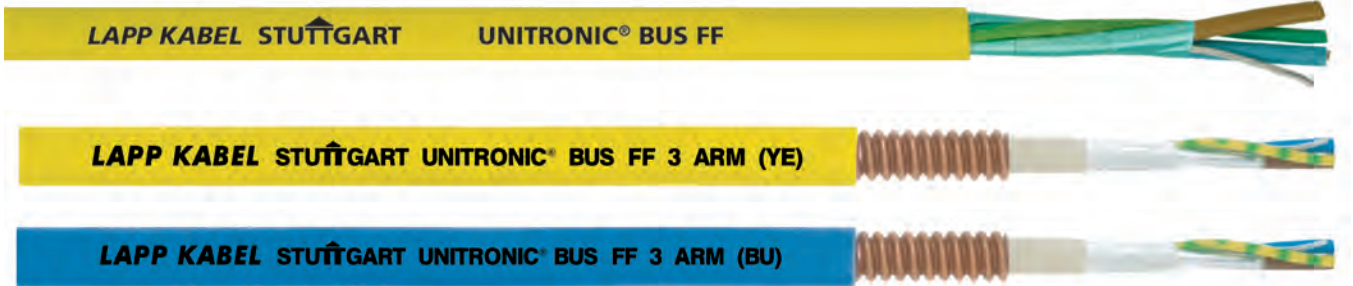 LAPP KABEL STUTTGART UNITRONIC® BUS FF
LAPP KABEL STUTTGART UNITRONIC® BUS FF 3 ARM (YE)
LAPP KABEL STUTTGART UNITRONIC® BUS FF 3 ARM (BU)